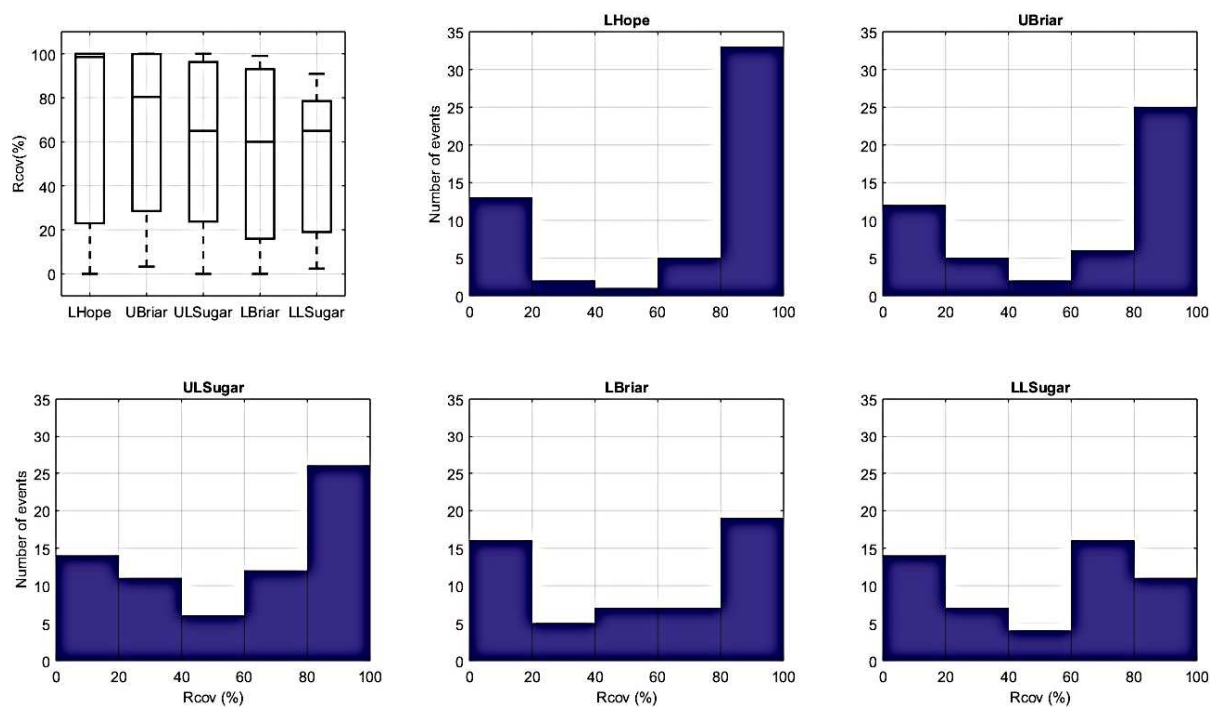 LHope
UBriar
Rcov(%)
100
80
60
40
20
0
LHope UBriar ULSugar LBriar LLSugar
Number of events
35
30
25
20
15
10
5
0
0 20 40 60 80 100
35
30
25
20
15
10
5
0
0 20 40 60 80 100
ULSugar
LBriar
LLSugar
Number of events
35
30
25
20
15
10
5
0
0 20 40 60 80 100
Rcov (%)
35
30
25
20
15
10
5
0
0 20 40 60 80 100
Rcov (%)
35
30
25
20
15
10
5
0
0 20 40 60 80 100
Rcov (%)